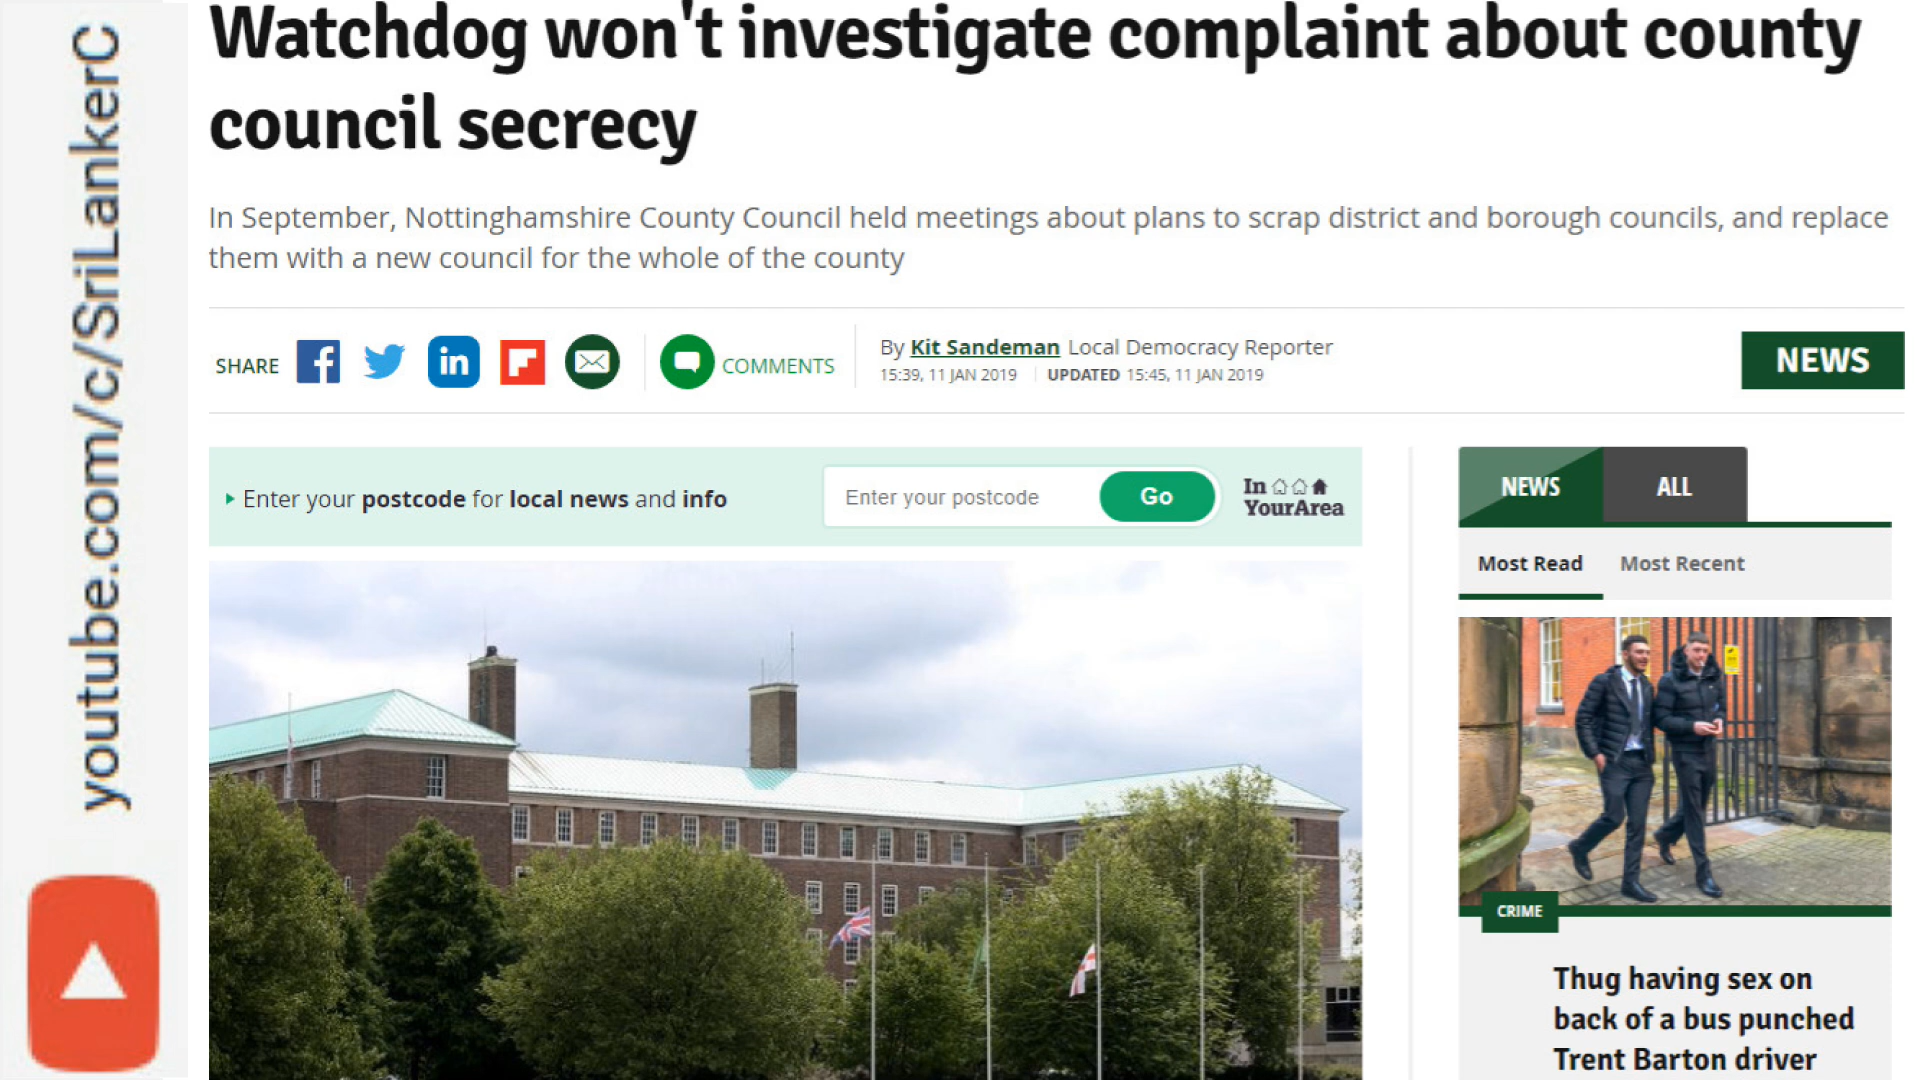 youtube.com/c/SriLankerC
Watchdog won't investigate complaint about county
council secrecy
In September, Nottinghamshire County Council held meetings about plans to scrap district and borough councils, and replace
them with a new council for the whole of the county
SHARE
COMMENTS
By Kit Sandeman Local Democracy Reporter
15:39, 11 JAN 2019 | UPDATED 15:45, 11 JAN 2019
NEWS
Enter your postcode for local news and info
Enter your postcode
Go
In
YourArea
NEWS
ALL
Most Read
Most Recent
CRIME
Thug having sex on
back of a bus punched
Trent Barton driver